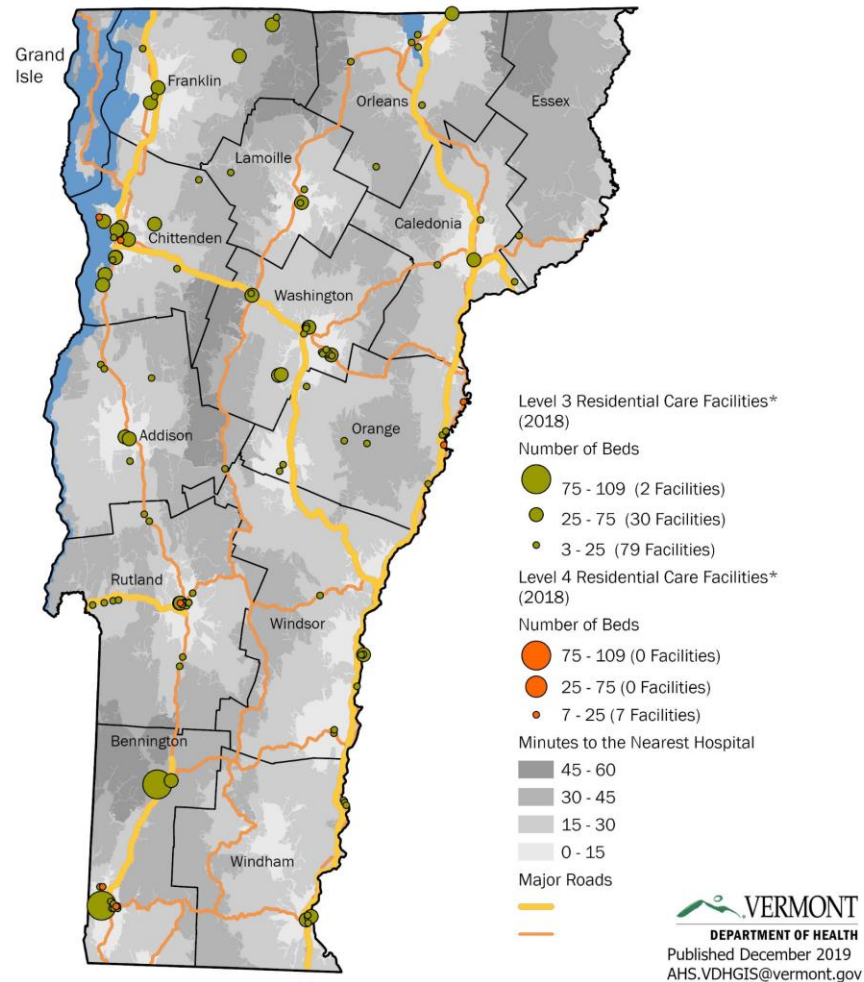 Grand
Isle
Franklin
Orleans
Essex
Lamoille
Caledonia
Chittenden
Washington
Addison
Orange
Rutland
Windsor
Bennington
Windham
Level 3 Residential Care Facilities*
(2018)
Number of Beds
75 - 109 (2 Facilities)
25 - 75 (30 Facilities)
3 - 25 (79 Facilities)
Level 4 Residential Care Facilities*
(2018)
Number of Beds
75 - 109 (0 Facilities)
25 - 75 (0 Facilities)
7 - 25 (7 Facilities)
Minutes to the Nearest Hospital
45 - 60
30 - 45
15 - 30
0 - 15
Major Roads
VERMONT
DEPARTMENT OF HEALTH
Published December 2019
AHS.VDHGIS@vermont.gov